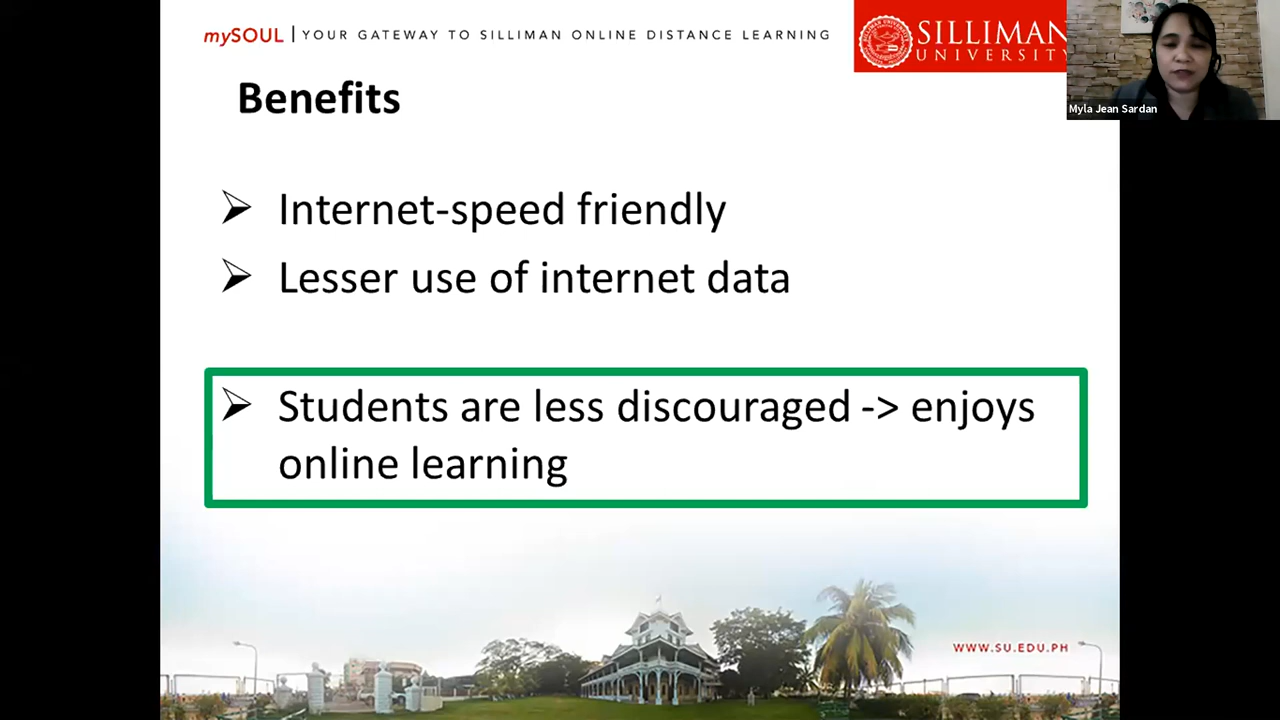 mySOUL | YOUR GATEWAY TO SILLIMAN ONLINE DISTANCE LEARNING
SILLIMAN
UNIVERSITY
Myla Jean Sardan
Benefits
➢ Internet-speed friendly
➢ Lesser use of internet data
➢ Students are less discouraged -> enjoys
online learning
WWW.SU.EDU.PH